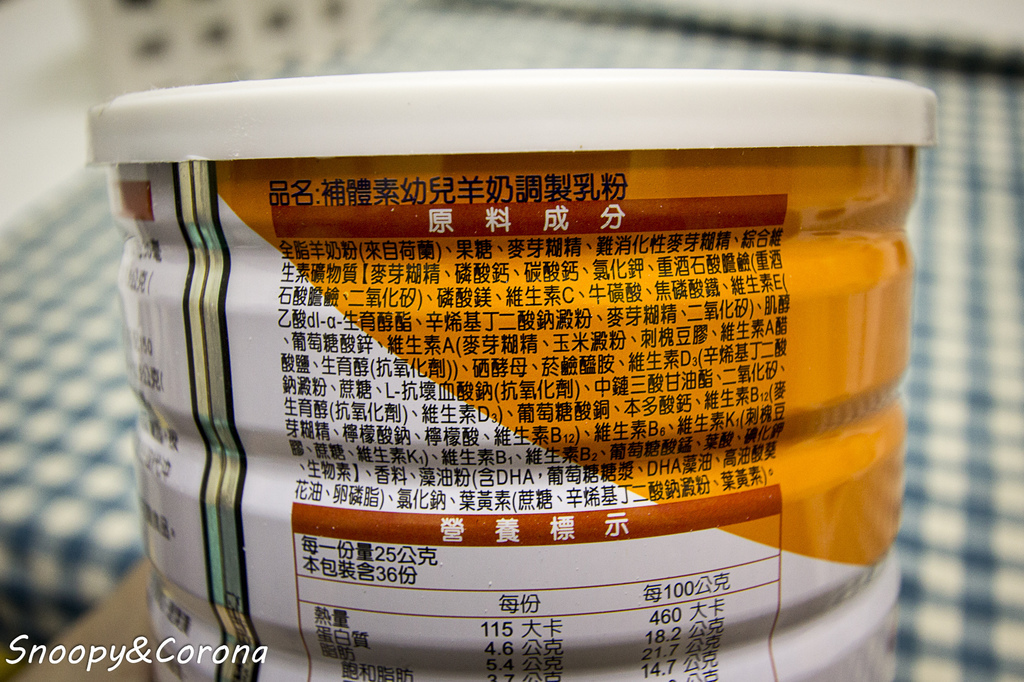 品名:補體素幼兒羊奶調製乳粉
原料成分
全脂羊奶粉(來自荷蘭)、果糖、麥芽糊精、難消化性麥芽糊精、綜合維
生素礦物質【麥芽糊精、磷酸鈣、碳酸鈣、氯化鉀、重酒石酸膽鹼(重酒
石酸膽鹼、二氧化矽)、磷酸鎂、維生素C、牛磺酸、焦磷酸鐵、維生素E(
乙酸dl-α-生育醇酯、辛烯基丁二酸鈉澱粉、麥芽糊精、二氧化矽)、肌醇
、葡萄糖酸鋅、維生素A(麥芽糊精、玉米澱粉、刺槐豆膠、維生素A醋
酸鹽、生育醇(抗氧化劑))、硒酵母、菸鹼醯胺、維生素D₃(辛烯基丁二酸
鈉澱粉、蔗糖、L-抗壞血酸鈉(抗氧化劑)、中鏈三酸甘油酯、二氧化矽、
生育醇(抗氧化劑)、維生素D₃)、葡萄糖酸銅、本多酸鈣、維生素B₁₂(麥
芽糊精、檸檬酸鈉、檸檬酸、維生素B₁₂)、維生素B₆、維生素K₁(刺槐豆
膠、蔗糖、維生素K₁)、維生素B₁、維生素B₂、葡萄糖酸錳、葉酸、碘化鉀
、生物素】、香料、藻油粉(含DHA，葡萄糖糖漿、DHA藻油、高油酸葵
花油、卵磷脂)、氯化鈉、葉黃素(蔗糖、辛烯基丁二酸鈉澱粉、葉黃素)。
營養標示
每一份量25公克
本包裝含36份
每份 每100公克
熱量 115 大卡 460 大卡
蛋白質 4.6 公克 18.2 公克
脂肪 5.4 公克 21.7 公克
飽和脂肪 3.7 公克 14.7 公克
Snoopy&Corona